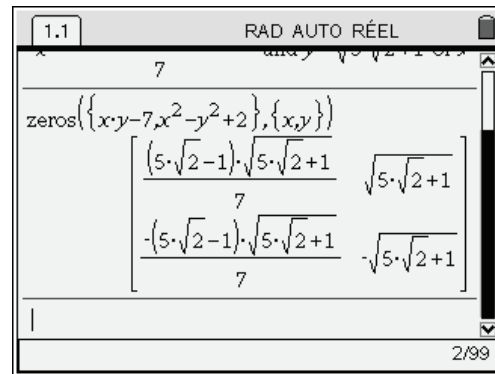 1.1 RAD AUTO RÉEL
7
zeros({x·y−7,x²−y²+2},{x,y})
[(5·√2−1)·√(5·√2+1) / 7 √(5·√2+1)
-(5·√2−1)·√(5·√2+1) / 7 -√(5·√2+1)]
2/99